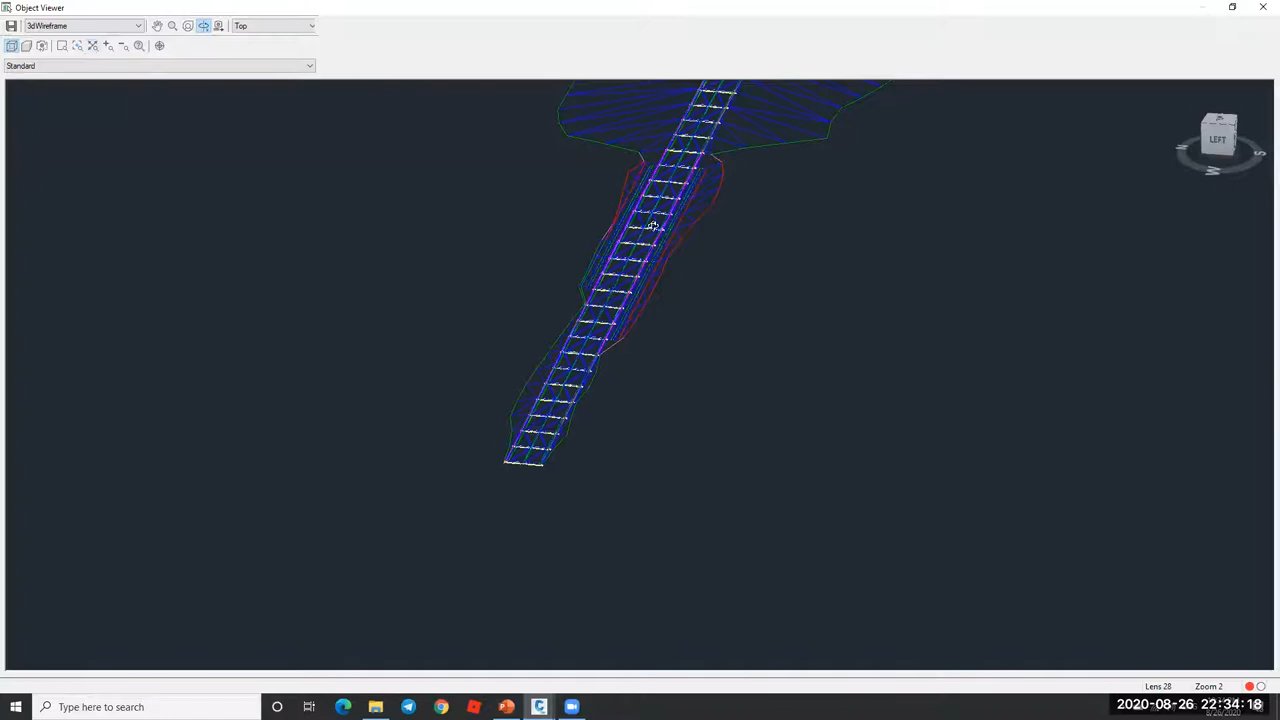 Object Viewer
3dWireframe
Top
Standard
LEFT
N
S
W
Lens 28
Zoom 2
Type here to search
2020-08-26 22:34:18